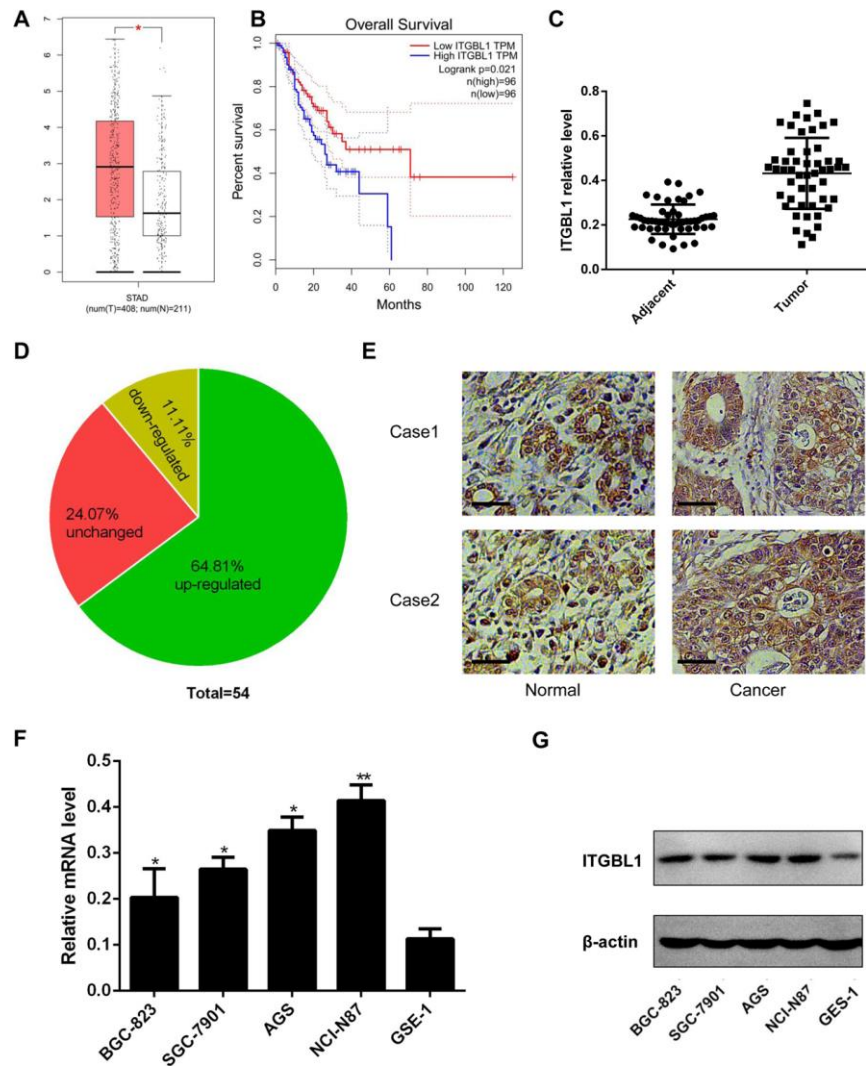 A
7
6
5
4
3
2
1
0
*
STAD
(num(T)=408; num(N)=211)
B
Overall Survival
Low ITGBL1 TPM
High ITGBL1 TPM
Logrank p=0.021
n(high)=96
n(low)=96
Percent survival
1.0
0.8
0.6
0.4
0.2
0.0
0 20 40 60 80 100 120
Months
C
ITGBL1 relative level
0.8
0.6
0.4
0.2
0.0
Adjacent
Tumor
D
11.11%
down-regulated
24.07%
unchanged
64.81%
up-regulated
Total=54
E
Case1
Case2
Normal Cancer
F
Relative mRNA level
0.5
0.4
0.3
0.2
0.1
0.0
* * * **
BGC-823
SGC-7901
AGS
NCI-N87
GSE-1
G
ITGBL1
β-actin
BGC-823
SGC-7901
AGS
NCI-N87
GES-1